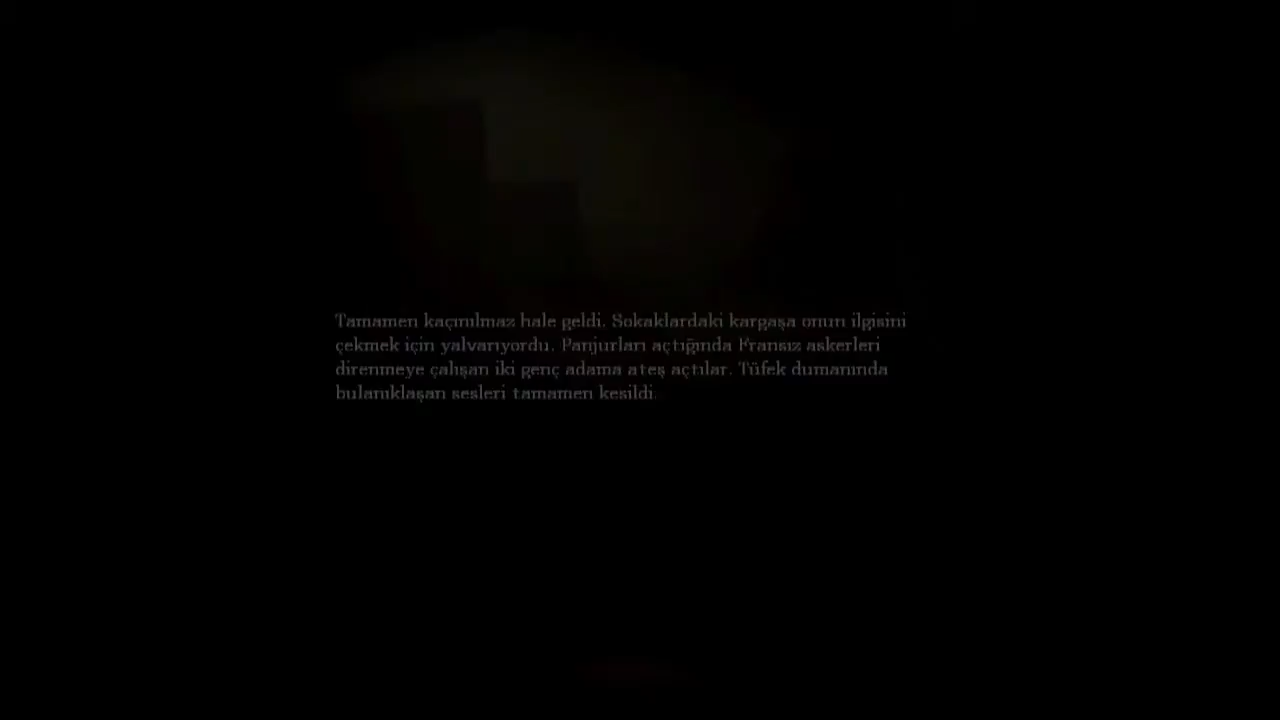 Tamamen kaçınılmaz hale geldi. Sokaklardaki kargaşa onun ilgisini
çekmek için yalvarıyordu. Panjurları açtığında Fransız askerleri
direnmeye çalışan iki genç adama ateş açtılar. Tüfek dumanında
bulanıklaşan sesleri tamamen kesildi.